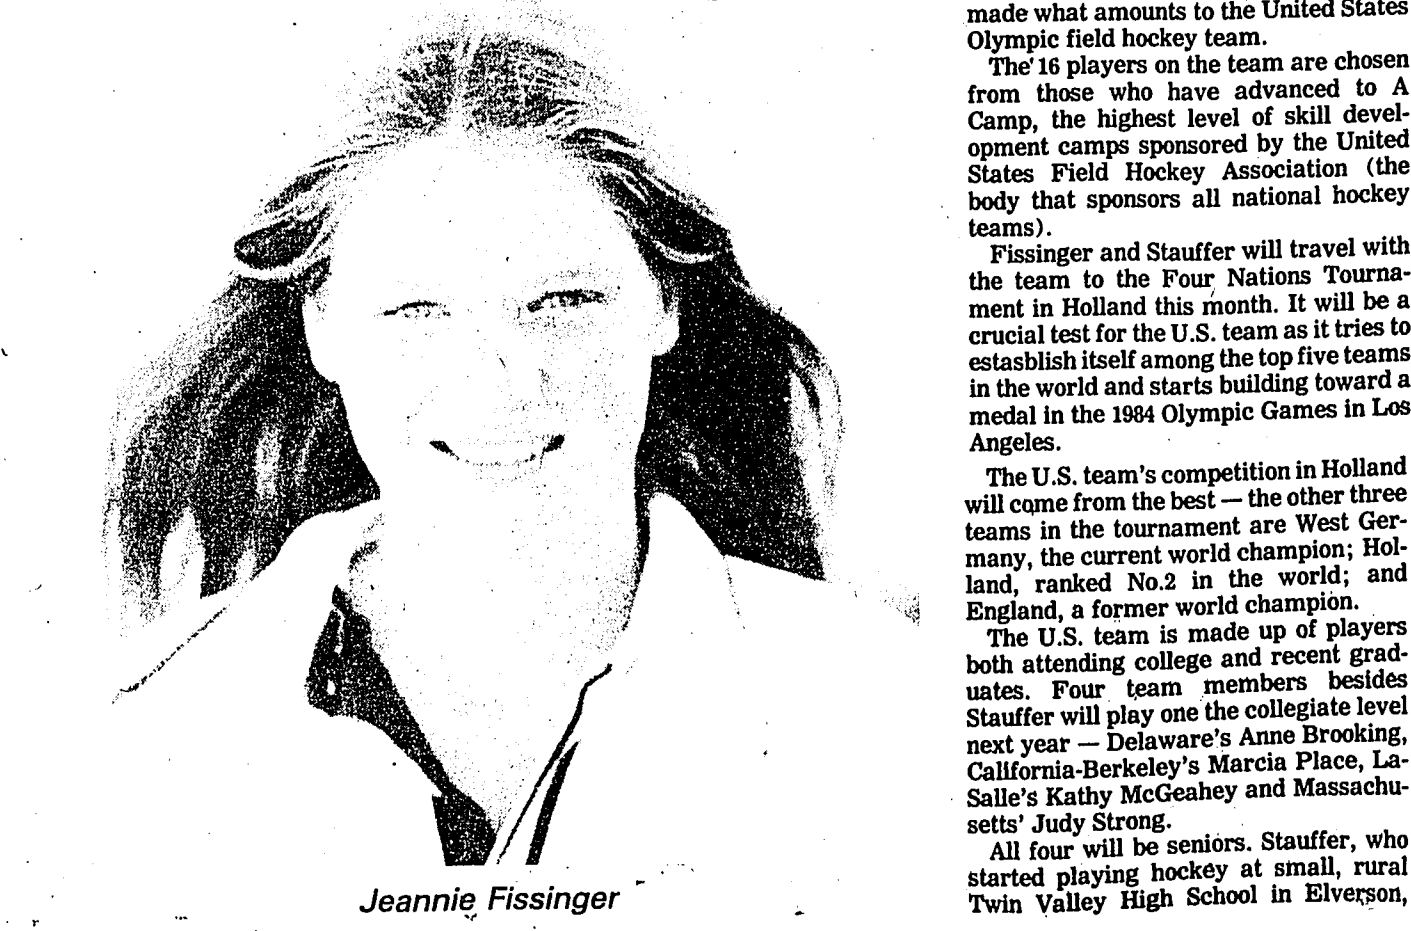 made what amounts to the United States
Olympic field hockey team.
The 16 players on the team are chosen
from those who have advanced to A
Camp, the highest level of skill devel-
opment camps sponsored by the United
States Field Hockey Association (the
body that sponsors all national hockey
teams).
Fissinger and Stauffer will travel with
the team to the Four Nations Tourna-
ment in Holland this month. It will be a
crucial test for the U.S. team as it tries to
estasblish itself among the top five teams
in the world and starts building toward a
medal in the 1984 Olympic Games in Los
Angeles.
The U.S. team's competition in Holland
will come from the best — the other three
teams in the tournament are West Ger-
many, the current world champion; Hol-
land, ranked No.2 in the world; and
England, a former world champion.
The U.S. team is made up of players
both attending college and recent grad-
uates. Four team members besides
Stauffer will play one the collegiate level
next year — Delaware's Anne Brooking,
California-Berkeley's Marcia Place, La-
Salle's Kathy McGeahey and Massachu-
setts' Judy Strong.
All four will be seniors. Stauffer, who
started playing hockey at small, rural
Twin Valley High School in Elverson,
Jeannie Fissinger